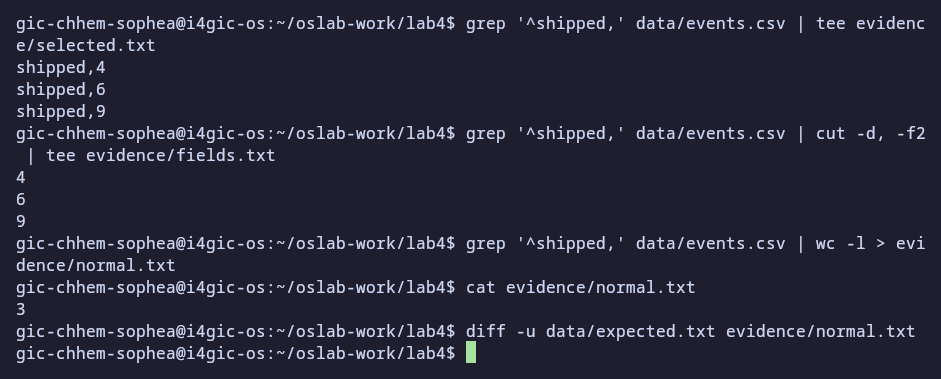 gic-chhem-sophea@i4gic-os:~/oslab-work/lab4$ grep '^shipped,' data/events.csv | tee evidenc
e/selected.txt
shipped,4
shipped,6
shipped,9
gic-chhem-sophea@i4gic-os:~/oslab-work/lab4$ grep '^shipped,' data/events.csv | cut -d, -f2
 | tee evidence/fields.txt
4
6
9
gic-chhem-sophea@i4gic-os:~/oslab-work/lab4$ grep '^shipped,' data/events.csv | wc -l > evi
dence/normal.txt
gic-chhem-sophea@i4gic-os:~/oslab-work/lab4$ cat evidence/normal.txt
3
gic-chhem-sophea@i4gic-os:~/oslab-work/lab4$ diff -u data/expected.txt evidence/normal.txt
gic-chhem-sophea@i4gic-os:~/oslab-work/lab4$